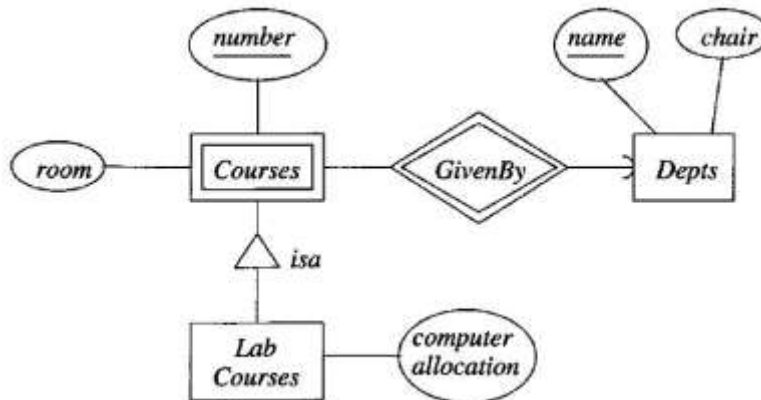 number
name
chair
room
Courses
GivenBy
Depts
isa
Lab
Courses
computer
allocation